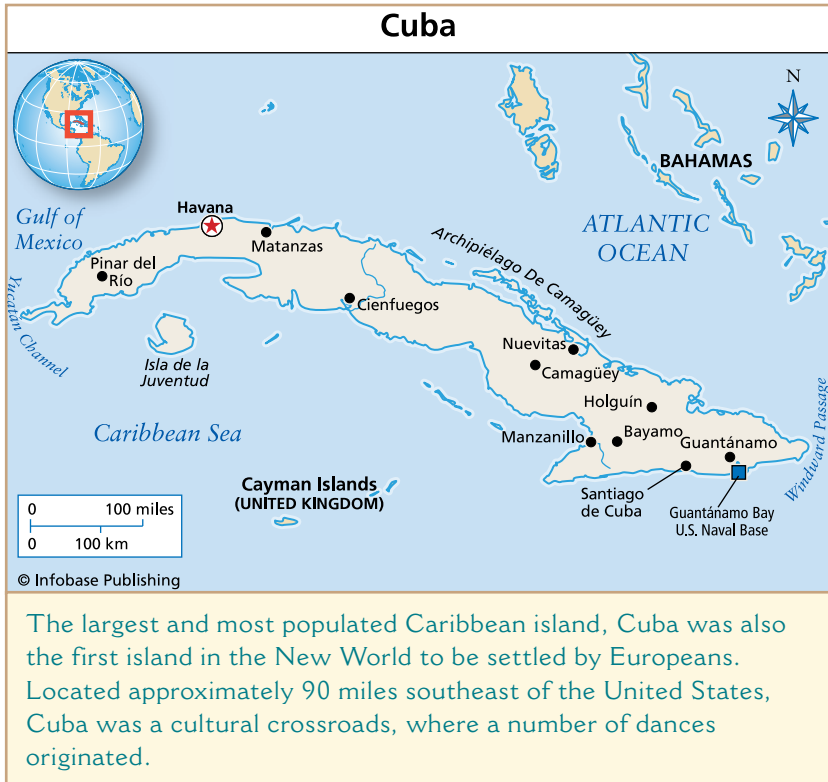 Cuba
N
BAHAMAS
Gulf of
Mexico
Havana
Matanzas
ATLANTIC
OCEAN
Archipiélago De Camagüey
Pinar del
Río
Yucatán Channel
Cienfuegos
Isla de la
Juventud
Nuevitas
Camagüey
Holguín
Windward Passage
Caribbean Sea
Manzanillo
Bayamo
Guantánamo
Cayman Islands
(UNITED KINGDOM)
Santiago
de Cuba
Guantánamo Bay
U.S. Naval Base
0 100 miles
0 100 km
© Infobase Publishing
The largest and most populated Caribbean island, Cuba was also
the first island in the New World to be settled by Europeans.
Located approximately 90 miles southeast of the United States,
Cuba was a cultural crossroads, where a number of dances
originated.